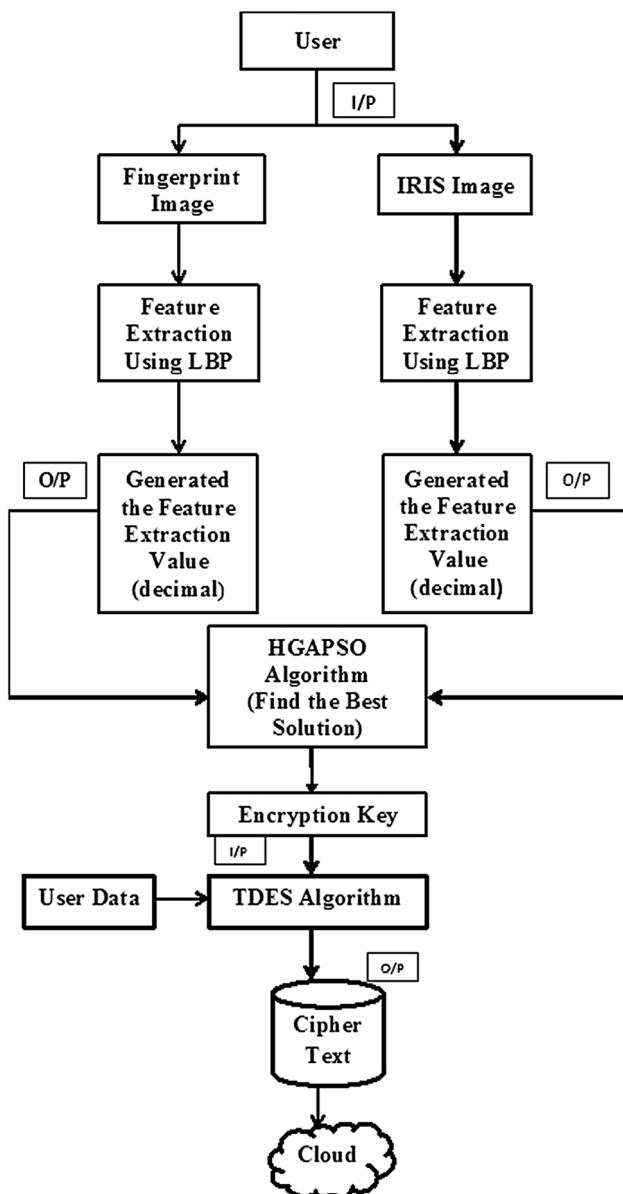 User
I/P
Fingerprint
Image
IRIS Image
Feature
Extraction
Using LBP
Feature
Extraction
Using LBP
O/P
Generated
the Feature
Extraction
Value
(decimal)
Generated
the Feature
Extraction
Value
(decimal)
O/P
HGAPSO
Algorithm
(Find the Best
Solution)
Encryption Key
I/P
User Data
TDES Algorithm
O/P
Cipher
Text
Cloud